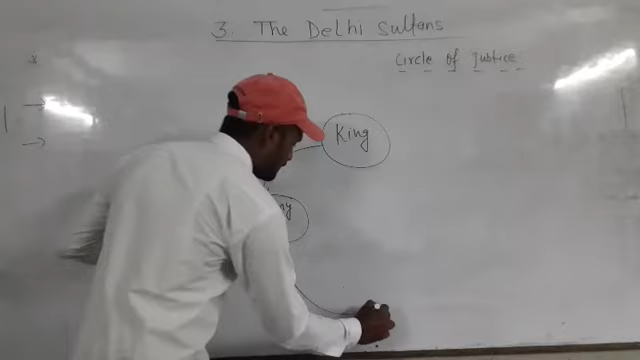 3. The Delhi Sultans
Circle of Justice
King